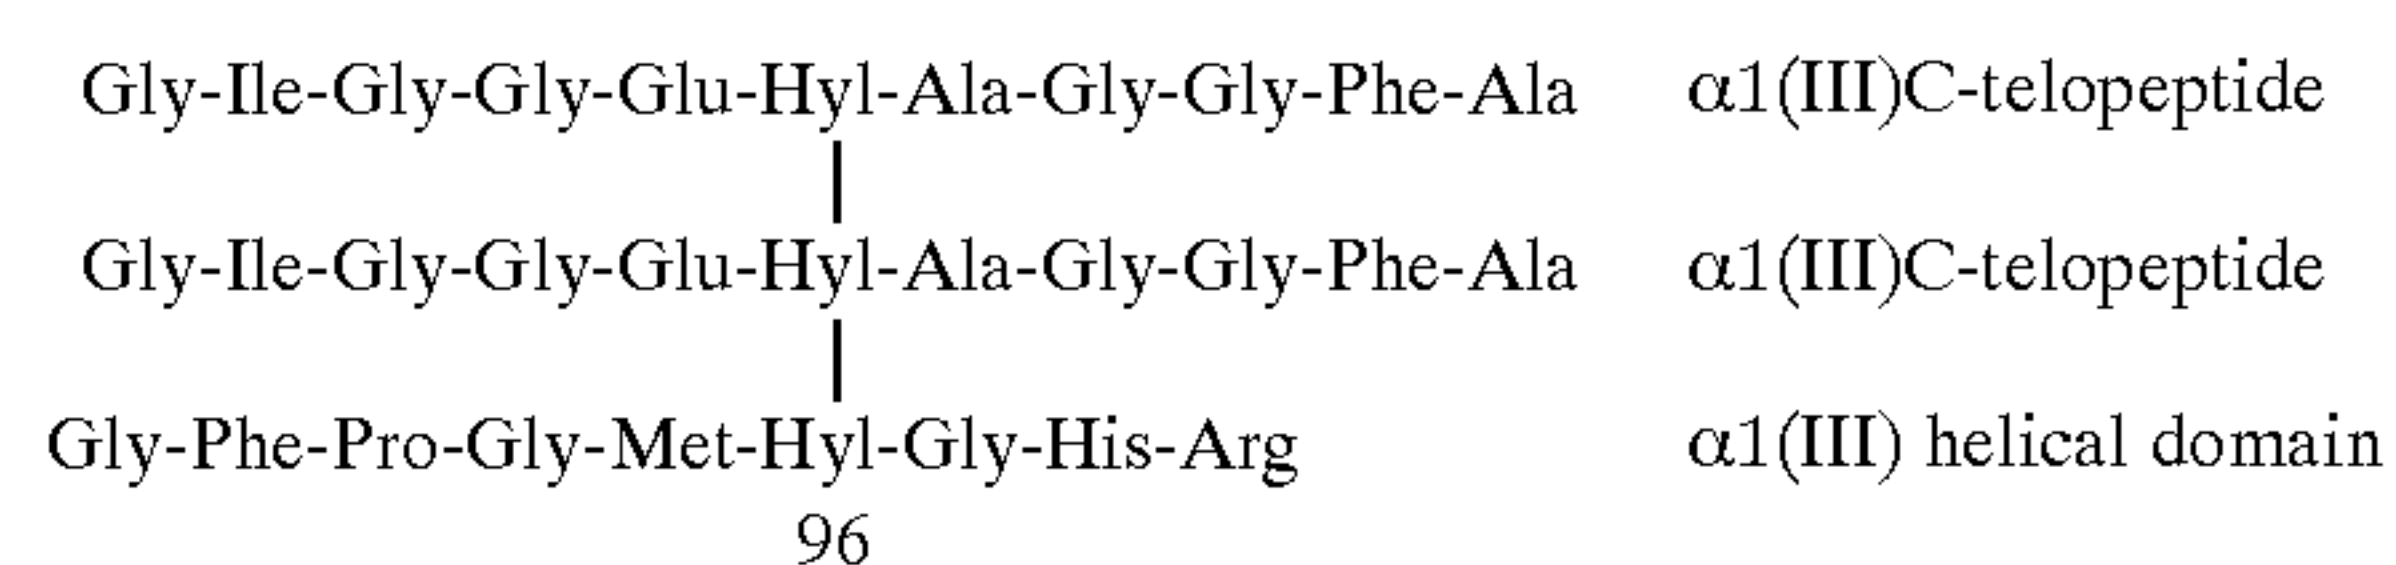 Gly-Ile-Gly-Gly-Glu-Hyl-Ala-Gly-Gly-Phe-Ala α1(III)C-telopeptide
Gly-Ile-Gly-Gly-Glu-Hyl-Ala-Gly-Gly-Phe-Ala α1(III)C-telopeptide
Gly-Phe-Pro-Gly-Met-Hyl-Gly-His-Arg α1(III) helical domain
96